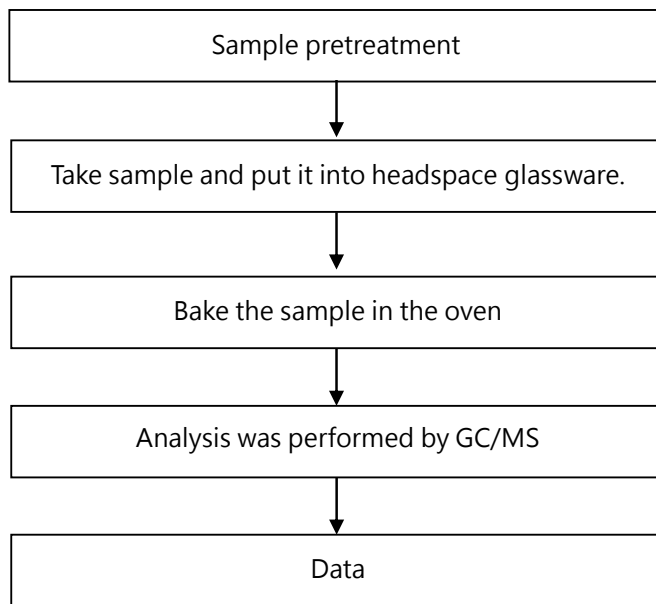 Sample pretreatment
Take sample and put it into headspace glassware.
Bake the sample in the oven
Analysis was performed by GC/MS
Data